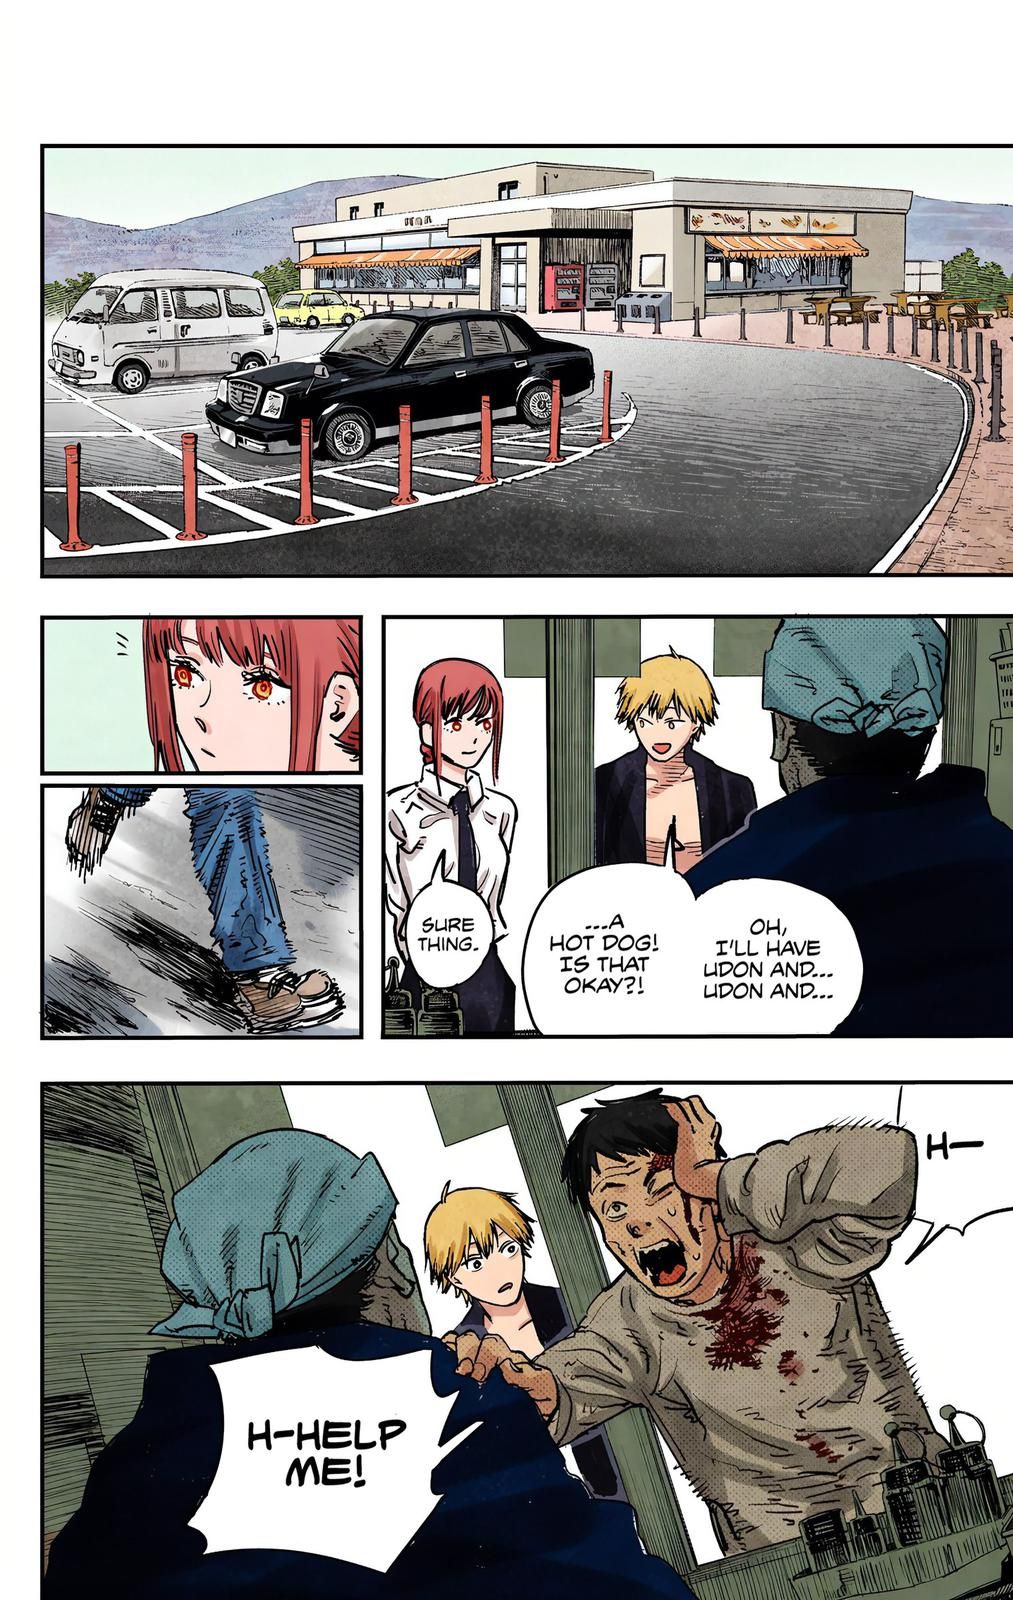 OH,
I'LL HAVE
UDON AND...
UDON AND...
...A
HOT DOG!
IS THAT
OKAY?!
SURE
THING.
H—
H-HELP
ME!